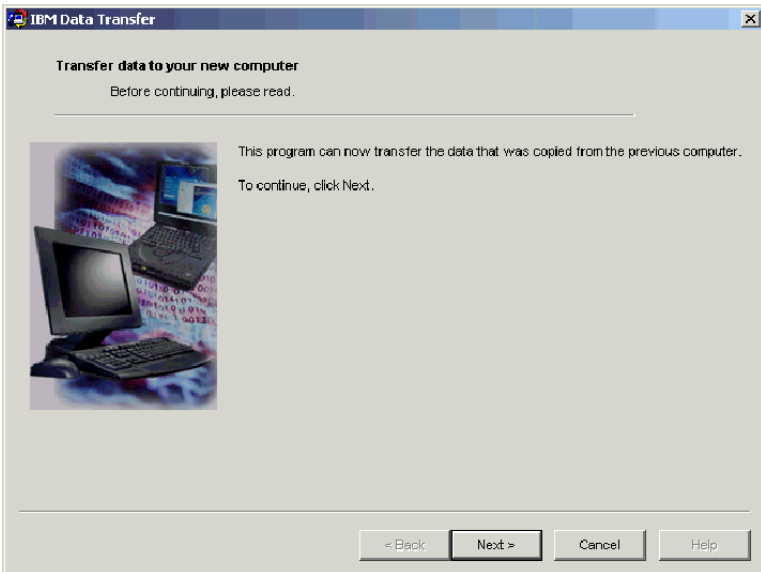 IBM Data Transfer
Transfer data to your new computer
Before continuing, please read.
This program can now transfer the data that was copied from the previous computer.
To continue, click Next.
< Back
Next >
Cancel
Help